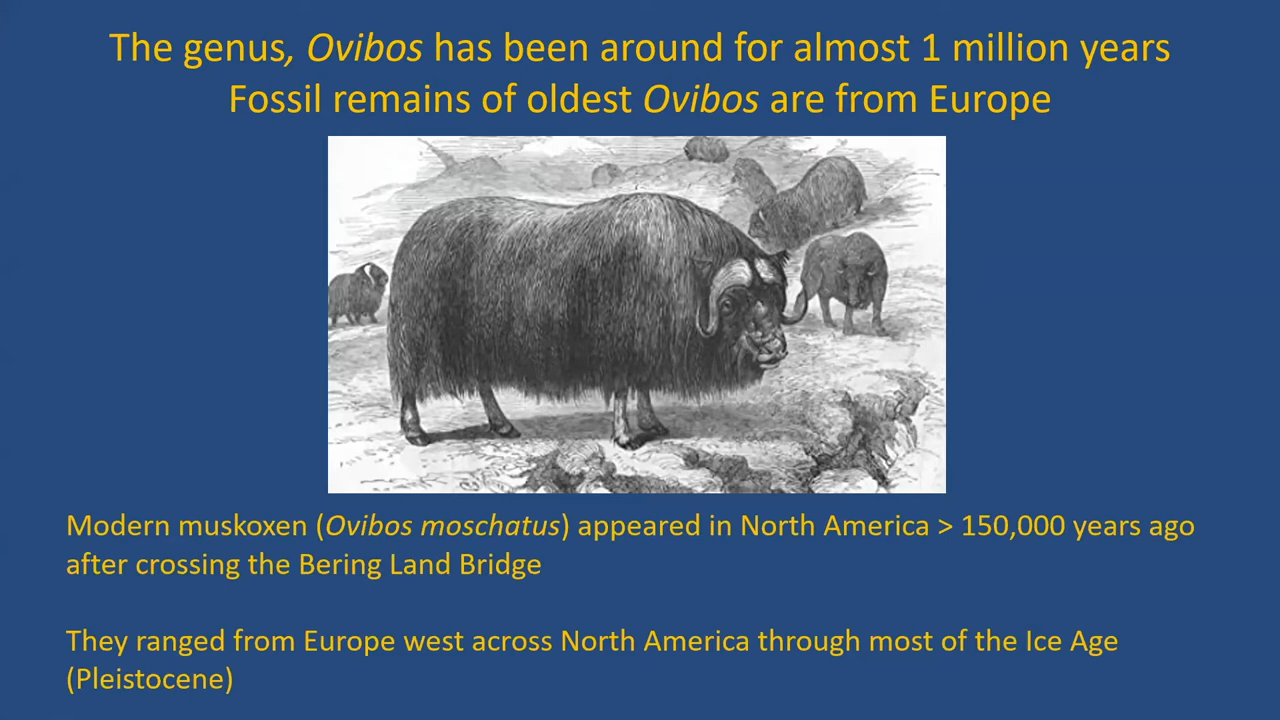 The genus, Ovibos has been around for almost 1 million years
Fossil remains of oldest Ovibos are from Europe
Modern muskoxen (Ovibos moschatus) appeared in North America > 150,000 years ago
after crossing the Bering Land Bridge
They ranged from Europe west across North America through most of the Ice Age
(Pleistocene)